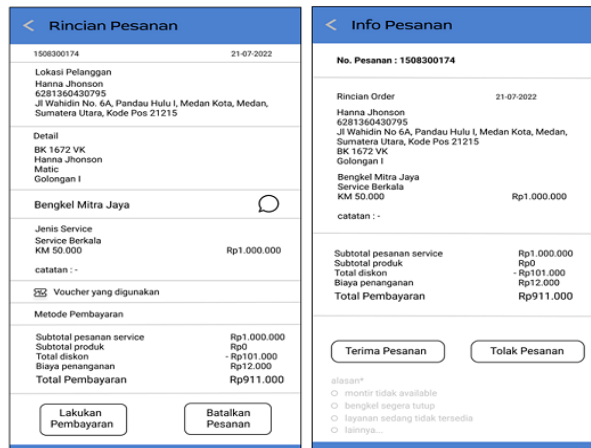 < Rincian Pesanan
1508300174 21-07-2022
Lokasi Pelanggan
Hanna Jhonson
6281360430795
Jl Wahidin No. 6A, Pandau Hulu I, Medan Kota, Medan,
Sumatera Utara, Kode Pos 21215
Detail
BK 1672 VK
Hanna Jhonson
Matic
Golongan I
Bengkel Mitra Jaya
Jenis Service
Service Berkala
KM 50.000 Rp1.000.000
catatan : -
Voucher yang digunakan
Metode Pembayaran
Subtotal pesanan service Rp1.000.000
Subtotal produk Rp0
Total diskon - Rp101.000
Biaya penanganan Rp12.000
Total Pembayaran Rp911.000
Lakukan
Pembayaran
Batalkan
Pesanan
< Info Pesanan
No. Pesanan : 1508300174
Rincian Order 21-07-2022
Hanna Jhonson
6281360430795
Jl Wahidin No 6A, Pandau Hulu I, Medan Kota, Medan,
Sumatera Utara, Kode Pos 21215
BK 1672 VK
Golongan I
Bengkel Mitra Jaya
Service Berkala
KM 50.000 Rp1.000.000
catatan : -
Subtotal pesanan service Rp1.000.000
Subtotal produk Rp0
Total diskon - Rp101.000
Biaya penanganan Rp12.000
Total Pembayaran Rp911.000
Terima Pesanan Tolak Pesanan
alasan*
montir tidak available
bengkel segera tutup
layanan sedang tidak tersedia
lainnya...